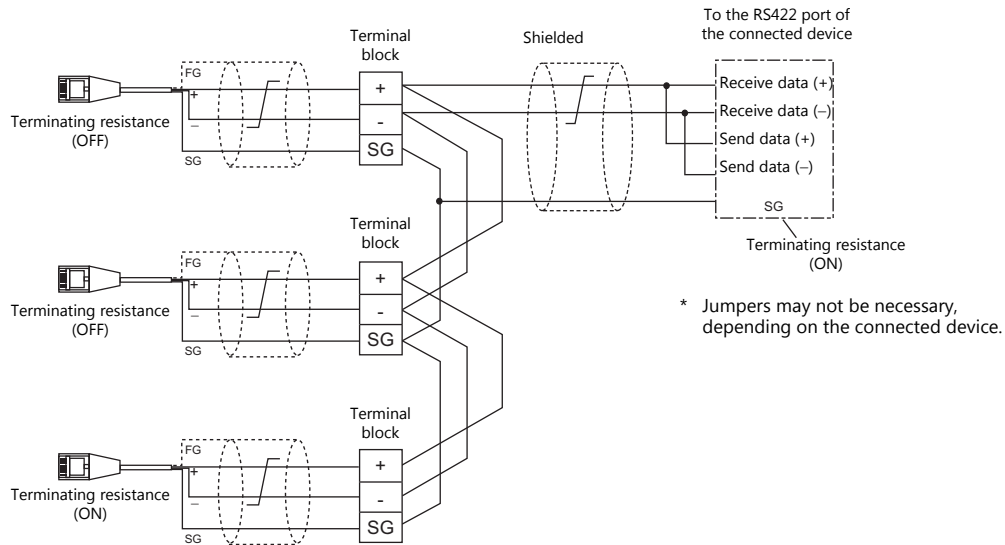 To the RS422 port of
the connected device
Terminal
block
Shielded
FG
+
−
SG
Terminating resistance
(OFF)
+
-
SG
Receive data (+)
Receive data (−)
Send data (+)
Send data (−)
SG
Terminating resistance
(ON)
* Jumpers may not be necessary,
depending on the connected device.
Terminal
block
FG
+
−
SG
Terminating resistance
(OFF)
+
-
SG
Terminal
block
FG
+
−
SG
Terminating resistance
(ON)
+
-
SG